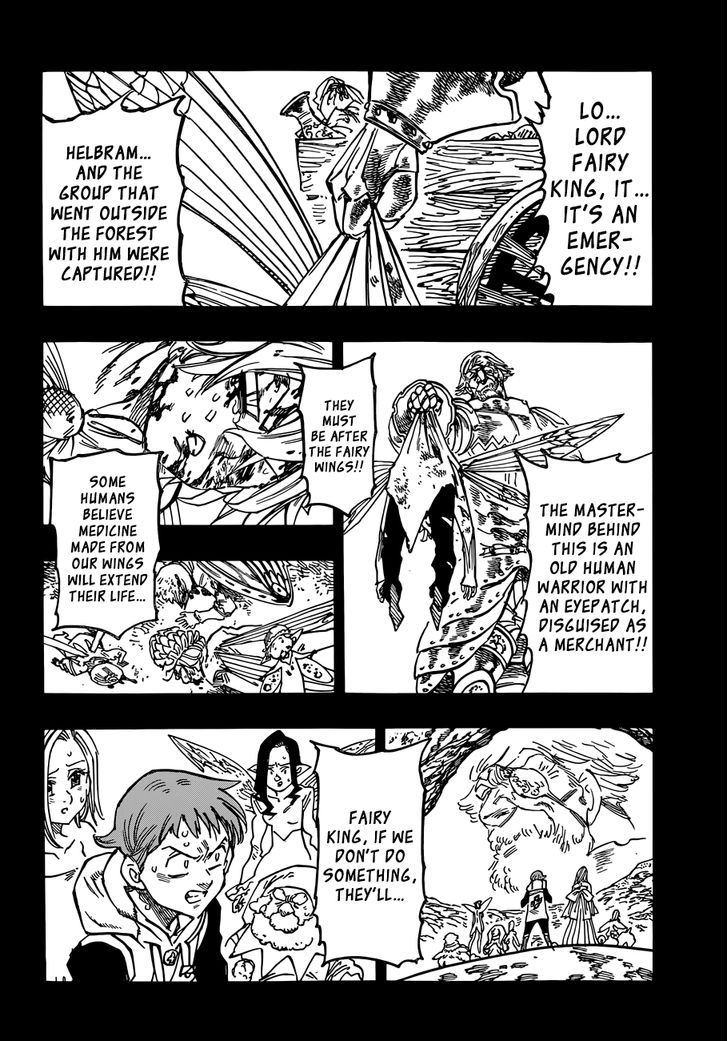 LO...
LORD
FAIRY
KING, IT...
IT'S AN
EMER-
GENCY!!
HELBRAM...
AND THE
GROUP THAT
WENT OUTSIDE
THE FOREST
WITH HIM WERE
CAPTURED!!
THE MASTER-
MIND BEHIND
THIS IS AN
OLD HUMAN
WARRIOR WITH
AN EYEPATCH,
DISGUISED AS
A MERCHANT!!
THEY
MUST
BE AFTER
THE FAIRY
WINGS!!
SOME
HUMANS
BELIEVE
MEDICINE
MADE FROM
OUR WINGS
WILL EXTEND
THEIR LIFE...
FAIRY
KING, IF WE
DON'T DO
SOMETHING,
THEY'LL...